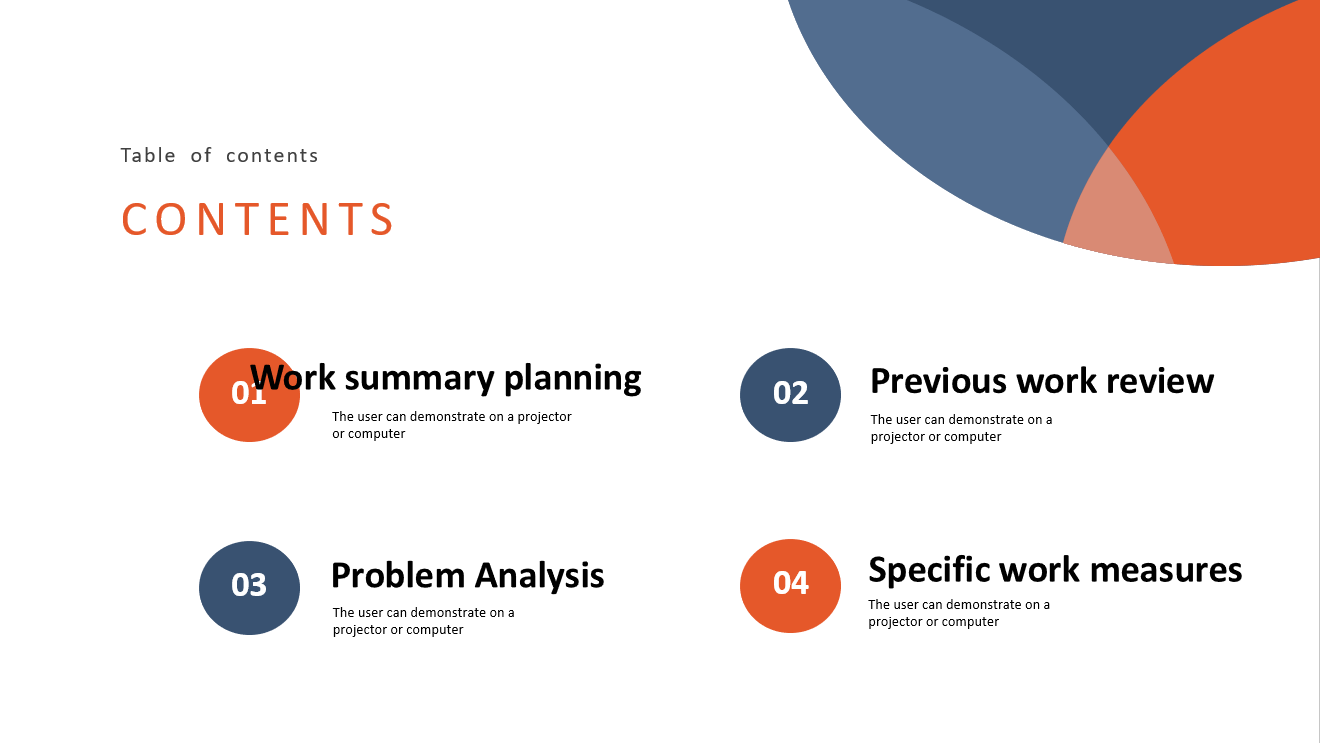 Table of contents
CONTENTS
01
Work summary planning
The user can demonstrate on a projector
or computer
02
Previous work review
The user can demonstrate on a
projector or computer
03
Problem Analysis
The user can demonstrate on a
projector or computer
04
Specific work measures
The user can demonstrate on a
projector or computer